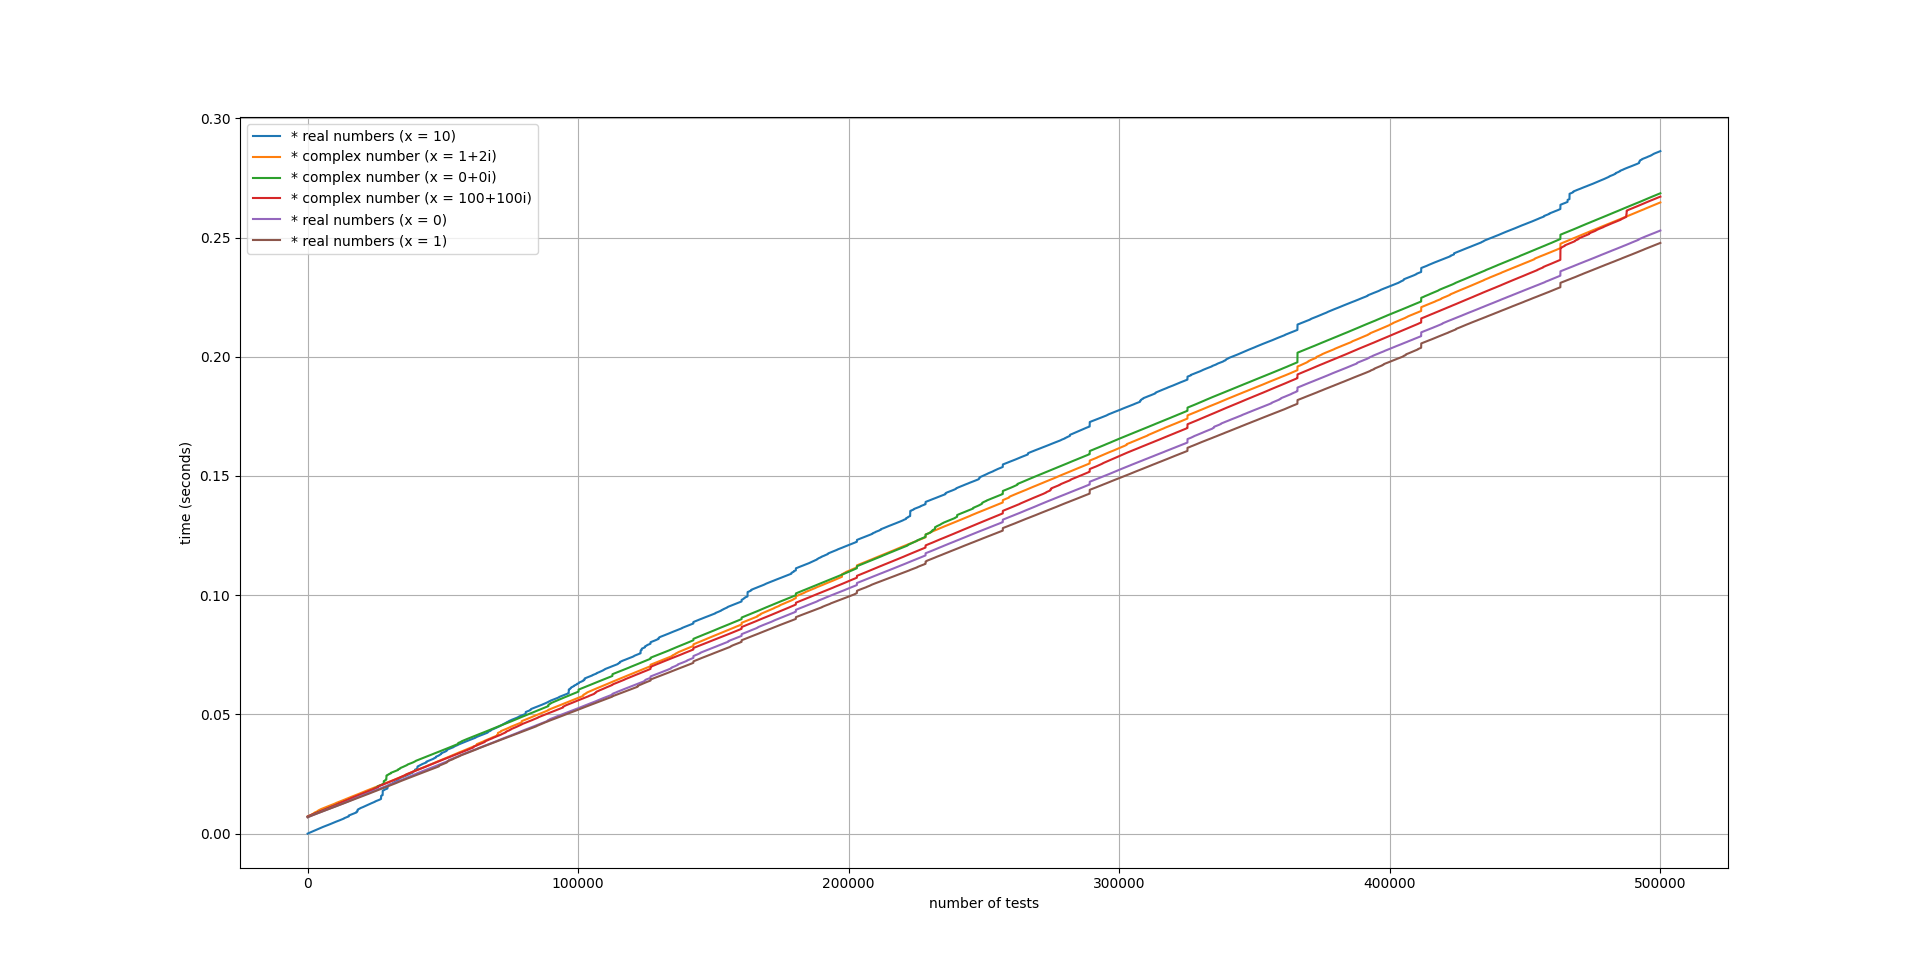 0.30
0.25
0.20
0.15
0.10
0.05
0.00
time (seconds)
* real numbers (x = 10)
* complex number (x = 1+2i)
* complex number (x = 0+0i)
* complex number (x = 100+100i)
* real numbers (x = 0)
* real numbers (x = 1)
0 100000 200000 300000 400000 500000
number of tests